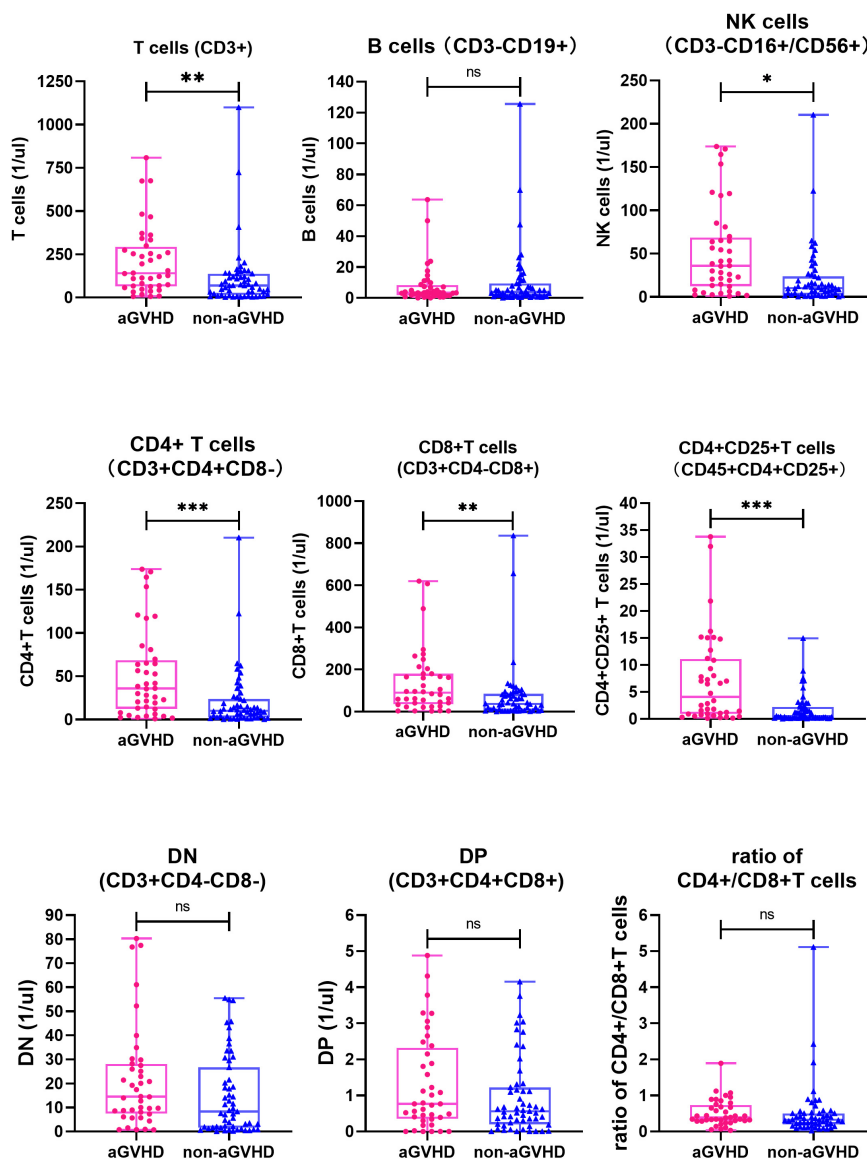 T cells (CD3+)
**
T cells (1/ul)
1250
1000
750
500
250
0
aGVHD
non-aGVHD
B cells（CD3-CD19+）
ns
B cells (1/ul)
140
120
100
80
60
40
20
0
aGVHD
non-aGVHD
NK cells
（CD3-CD16+/CD56+）
*
NK cells (1/ul)
250
200
150
100
50
0
aGVHD
non-aGVHD
CD4+ T cells
（CD3+CD4+CD8-）
***
CD4+T cells (1/ul)
250
200
150
100
50
0
aGVHD
non-aGVHD
CD8+T cells
(CD3+CD4-CD8+)
**
CD8+T cells (1/ul)
1000
800
600
400
200
0
aGVHD
non-aGVHD
CD4+CD25+T cells
（CD45+CD4+CD25+）
***
CD4+CD25+ T cells (1/ul)
40
35
30
25
20
15
10
5
0
aGVHD
non-aGVHD
DN
(CD3+CD4-CD8-)
ns
DN (1/ul)
90
80
70
60
50
40
30
20
10
0
aGVHD
non-aGVHD
DP
(CD3+CD4+CD8+)
ns
DP (1/ul)
6
5
4
3
2
1
0
aGVHD
non-aGVHD
ratio of
CD4+/CD8+T cells
ns
ratio of CD4+/CD8+T cells
6
5
4
3
2
1
0
aGVHD
non-aGVHD